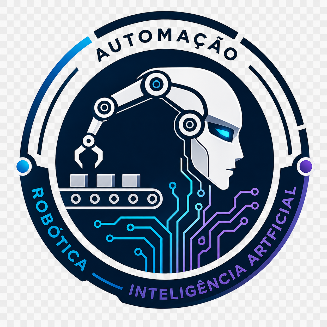 AUTOMAÇÃO
ROBÓTICA
INTELIGÊNCIA ARTFICIAL